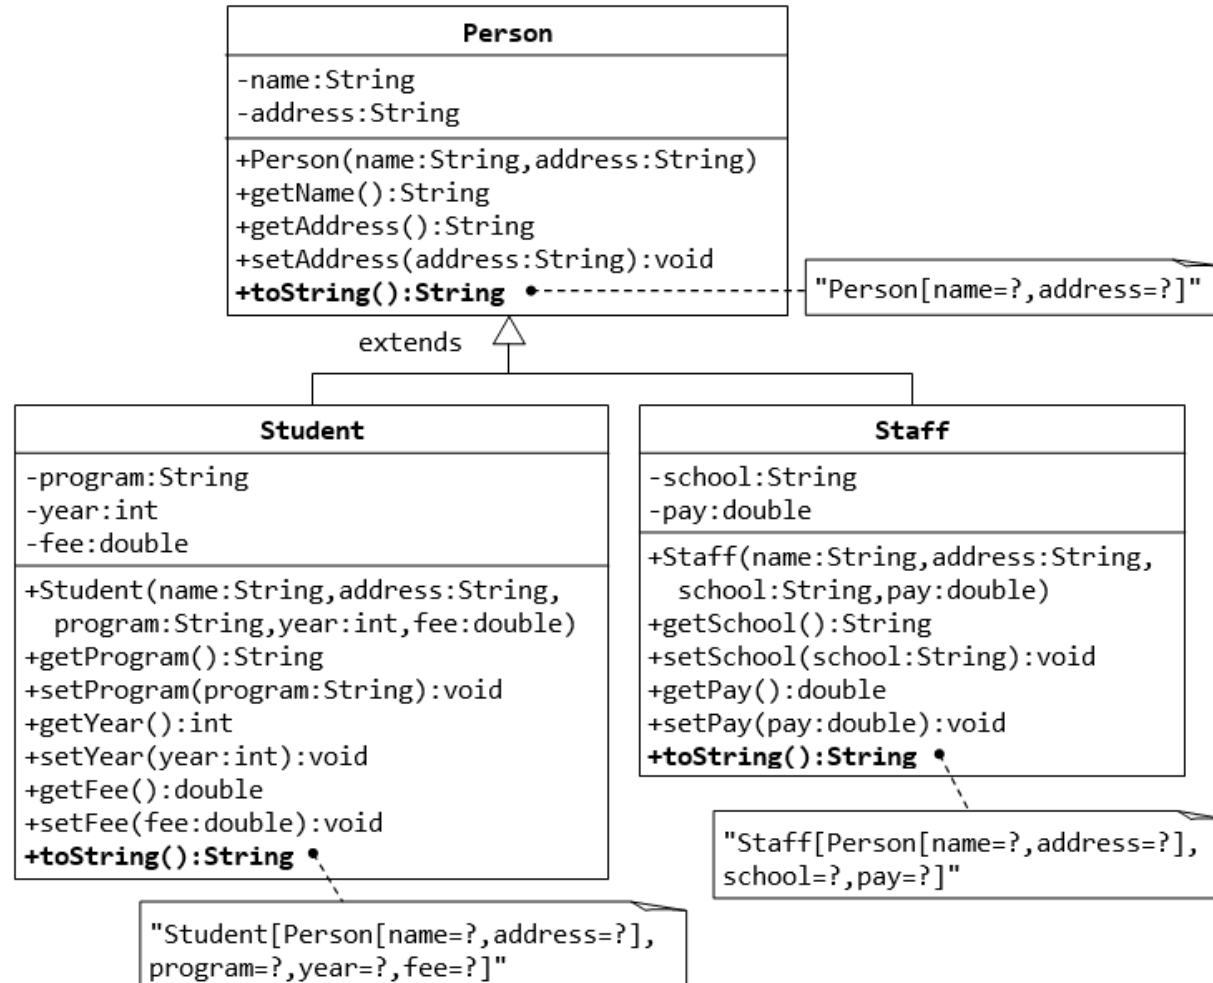 Person
-name:String
-address:String
+Person(name:String,address:String)
+getName():String
+getAddress():String
+setAddress(address:String):void
+toString():String
"Person[name=?,address=?]"
extends
Student
-program:String
-year:int
-fee:double
+Student(name:String,address:String,
program:String,year:int,fee:double)
+getProgram():String
+setProgram(program:String):void
+getYear():int
+setYear(year:int):void
+getFee():double
+setFee(fee:double):void
+toString():String
"Student[Person[name=?,address=?],
program=?,year=?,fee=?]"
Staff
-school:String
-pay:double
+Staff(name:String,address:String,
school:String,pay:double)
+getSchool():String
+setSchool(school:String):void
+getPay():double
+setPay(pay:double):void
+toString():String
"Staff[Person[name=?,address=?],
school=?,pay=?]"